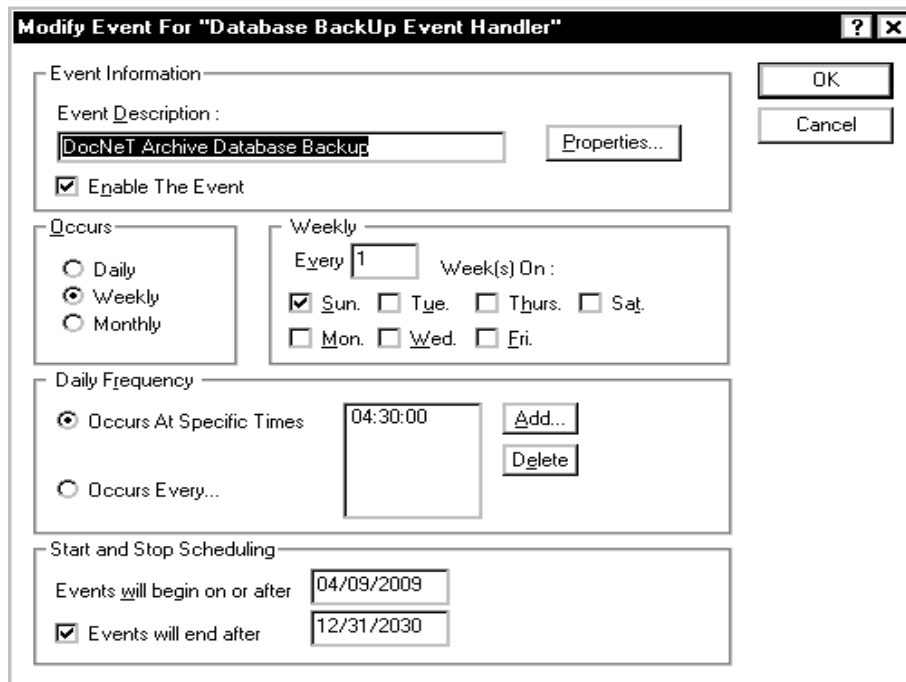 Modify Event For "Database BackUp Event Handler" ? X
Event Information
OK
Event Description :
Cancel
DocNeT Archive Database Backup Properties...
Enable The Event
Occurs
Weekly
Daily
Every 1 Week(s) On :
Weekly
Sun. Tue. Thurs. Sat.
Monthly
Mon. Wed. Fri.
Daily Frequency
Occurs At Specific Times 04:30:00 Add...
Delete
Occurs Every...
Start and Stop Scheduling
Events will begin on or after 04/09/2009
Events will end after 12/31/2030